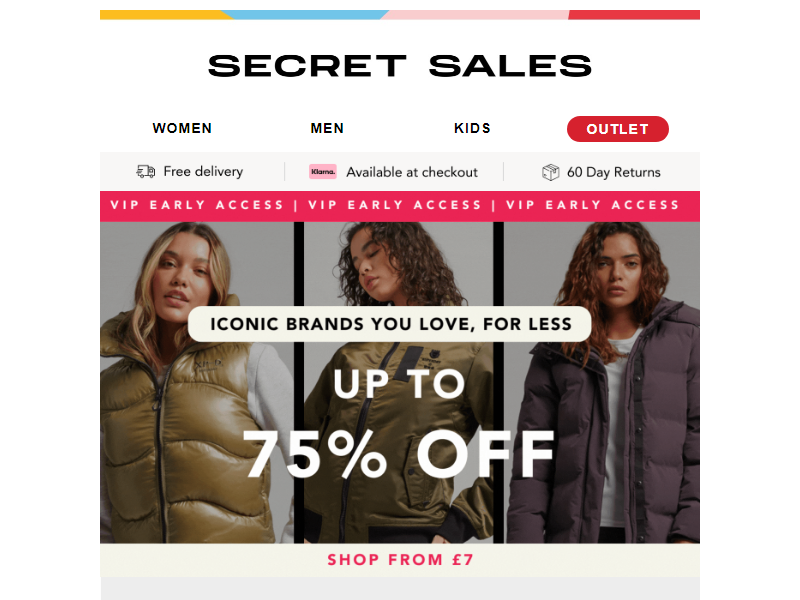 SECRET SALES
WOMEN MEN KIDS OUTLET
Free delivery Klarna. Available at checkout 60 Day Returns
VIP EARLY ACCESS | VIP EARLY ACCESS | VIP EARLY ACCESS
ICONIC BRANDS YOU LOVE, FOR LESS
UP TO
75% OFF
SHOP FROM £7